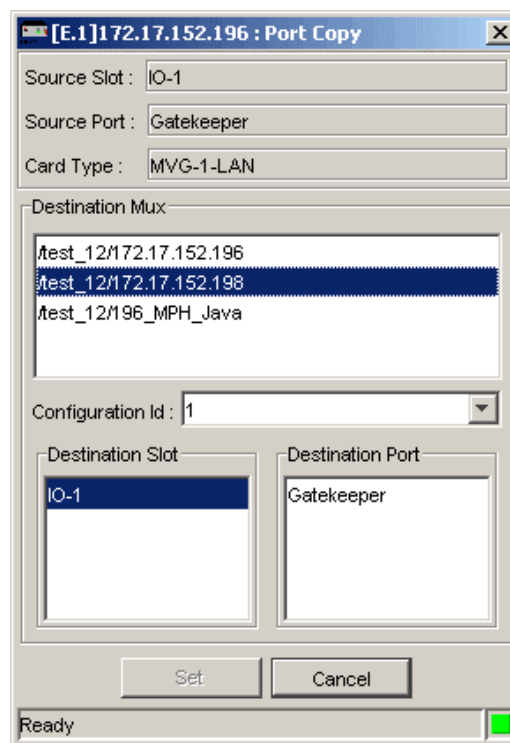 [E.1]172.17.152.196 : Port Copy
Source Slot : IO-1
Source Port : Gatekeeper
Card Type : MVG-1-LAN
Destination Mux
/test_12/172.17.152.196
/test_12/172.17.152.198
/test_12/196_MPH_Java
Configuration Id : 1
Destination Slot
IO-1
Destination Port
Gatekeeper
Set Cancel
Ready